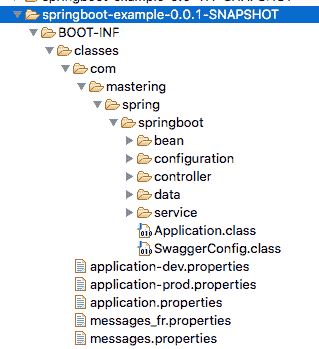 springboot-example-0.0.1-SNAPSHOT
BOOT-INF
classes
com
mastering
spring
springboot
bean
configuration
controller
data
service
Application.class
SwaggerConfig.class
application-dev.properties
application-prod.properties
application.properties
messages_fr.properties
messages.properties